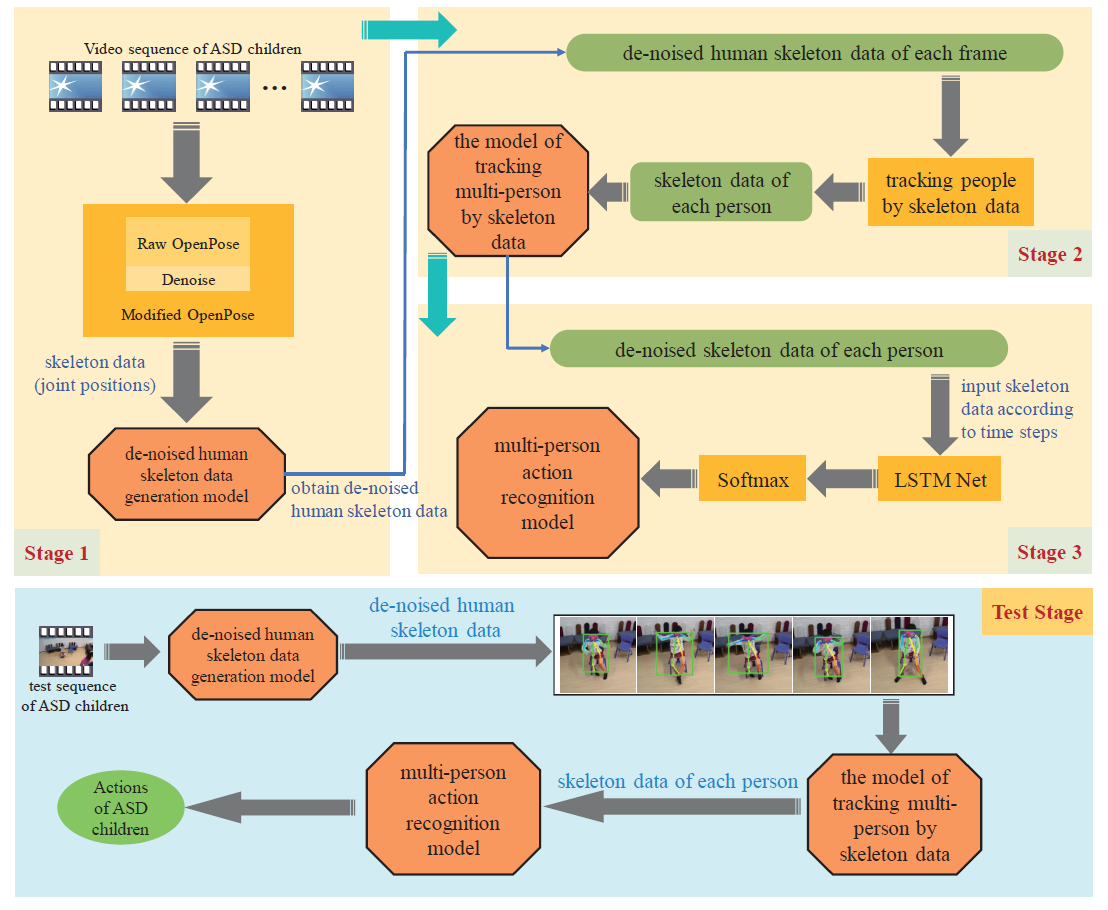 Video sequence of ASD children
...
Raw OpenPose
Denoise
Modified OpenPose
skeleton data
(joint positions)
de-noised human
skeleton data
generation model
obtain de-noised
human skeleton data
Stage 1
de-noised human skeleton data of each frame
the model of
tracking
multi-person
by skeleton
data
skeleton data of
each person
tracking people
by skeleton data
Stage 2
de-noised skeleton data of each person
input skeleton
data according
to time steps
multi-person
action
recognition
model
Softmax
LSTM Net
Stage 3
Test Stage
test sequence
of ASD children
de-noised human
skeleton data
generation model
de-noised human
skeleton data
the model of
tracking multi-
person by
skeleton data
skeleton data of each person
multi-person
action
recognition
model
Actions
of ASD
children